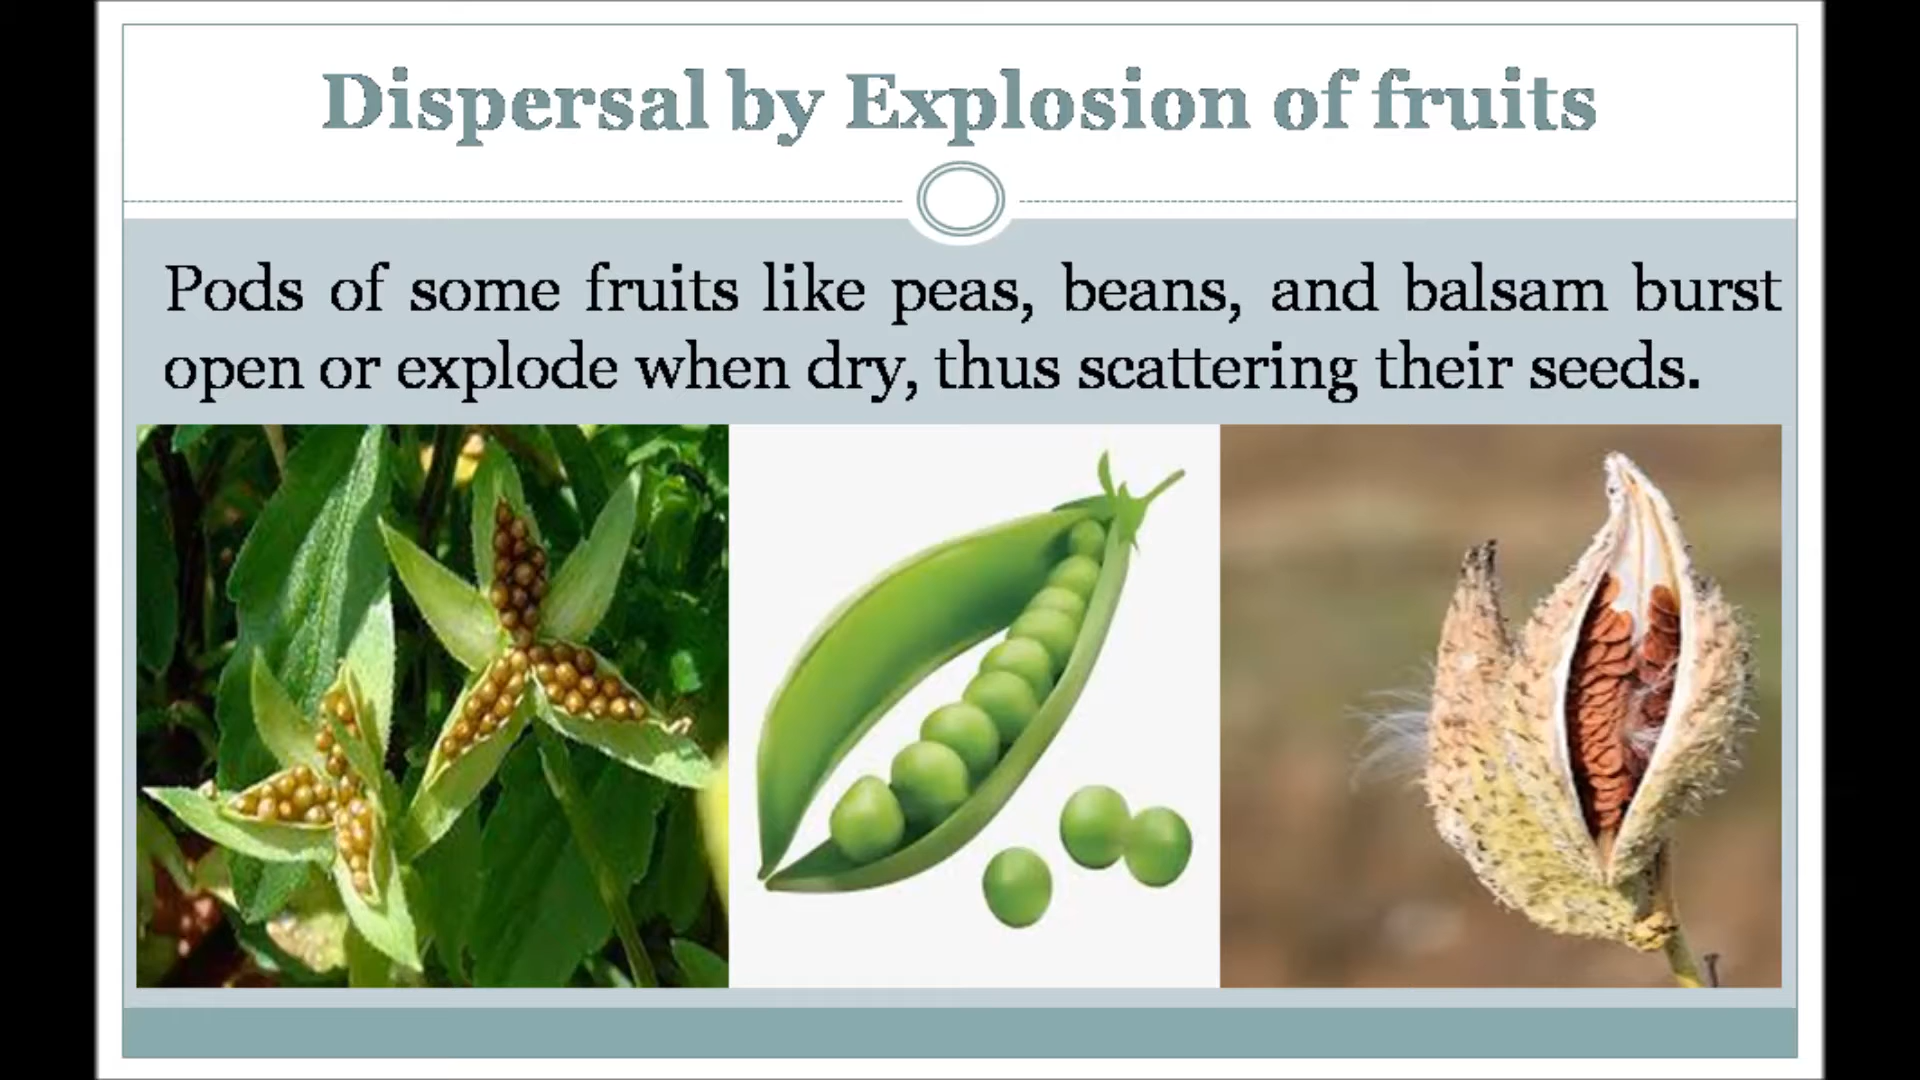 Dispersal by Explosion of fruits
Pods of some fruits like peas, beans, and balsam burst
open or explode when dry, thus scattering their seeds.